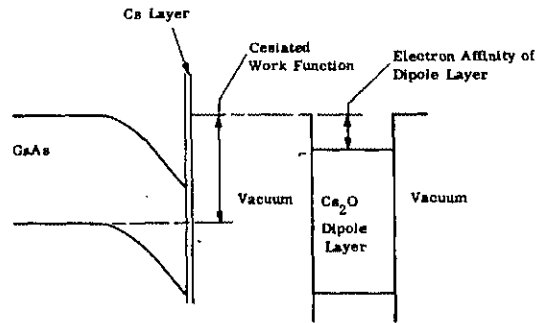 Cs Layer
Cesiated
Work Function
Electron Affinity of
Dipole Layer
GaAs
Vacuum
Cs2O
Dipole
Layer
Vacuum